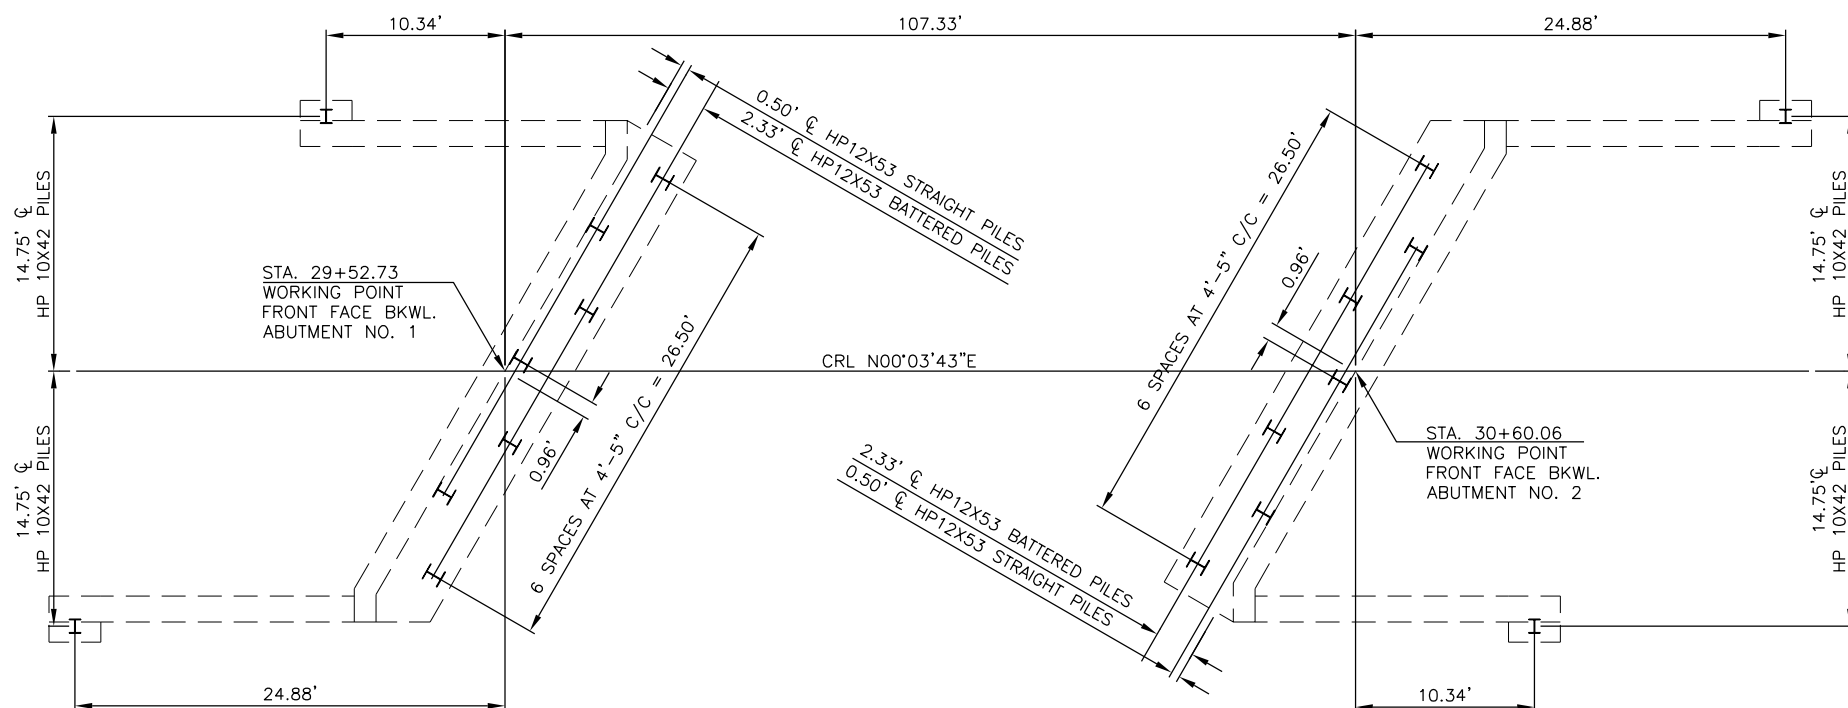 10.34'
107.33'
24.88'
0.50' ℄ HP12X53 STRAIGHT PILES
2.33' ℄ HP12X53 BATTERED PILES
14.75' ℄
HP 10X42 PILES
STA. 29+52.73
WORKING POINT
FRONT FACE BKWL.
ABUTMENT NO. 1
0.96'
6 SPACES AT 4'-5" C/C = 26.50'
CRL N00°03'43"E
6 SPACES AT 4'-5" C/C = 26.50'
0.96'
14.75' ℄
HP 10X42 PILES
STA. 30+60.06
WORKING POINT
FRONT FACE BKWL.
ABUTMENT NO. 2
14.75' ℄
HP 10X42 PILES
2.33' ℄ HP12X53 BATTERED PILES
0.50' ℄ HP12X53 STRAIGHT PILES
14.75'℄
HP 10X42 PILES
24.88'
10.34'